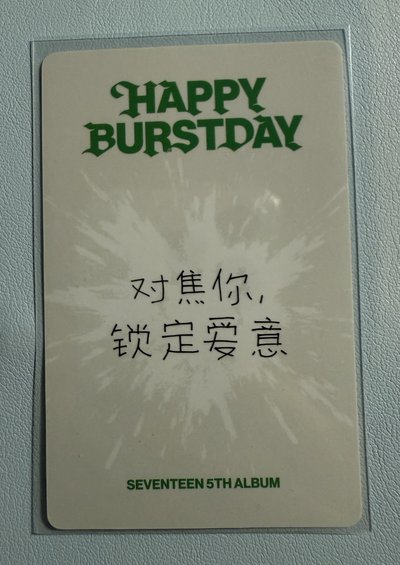 HAPPY
BURSTDAY
对焦你,
锁定爱意
SEVENTEEN 5TH ALBUM